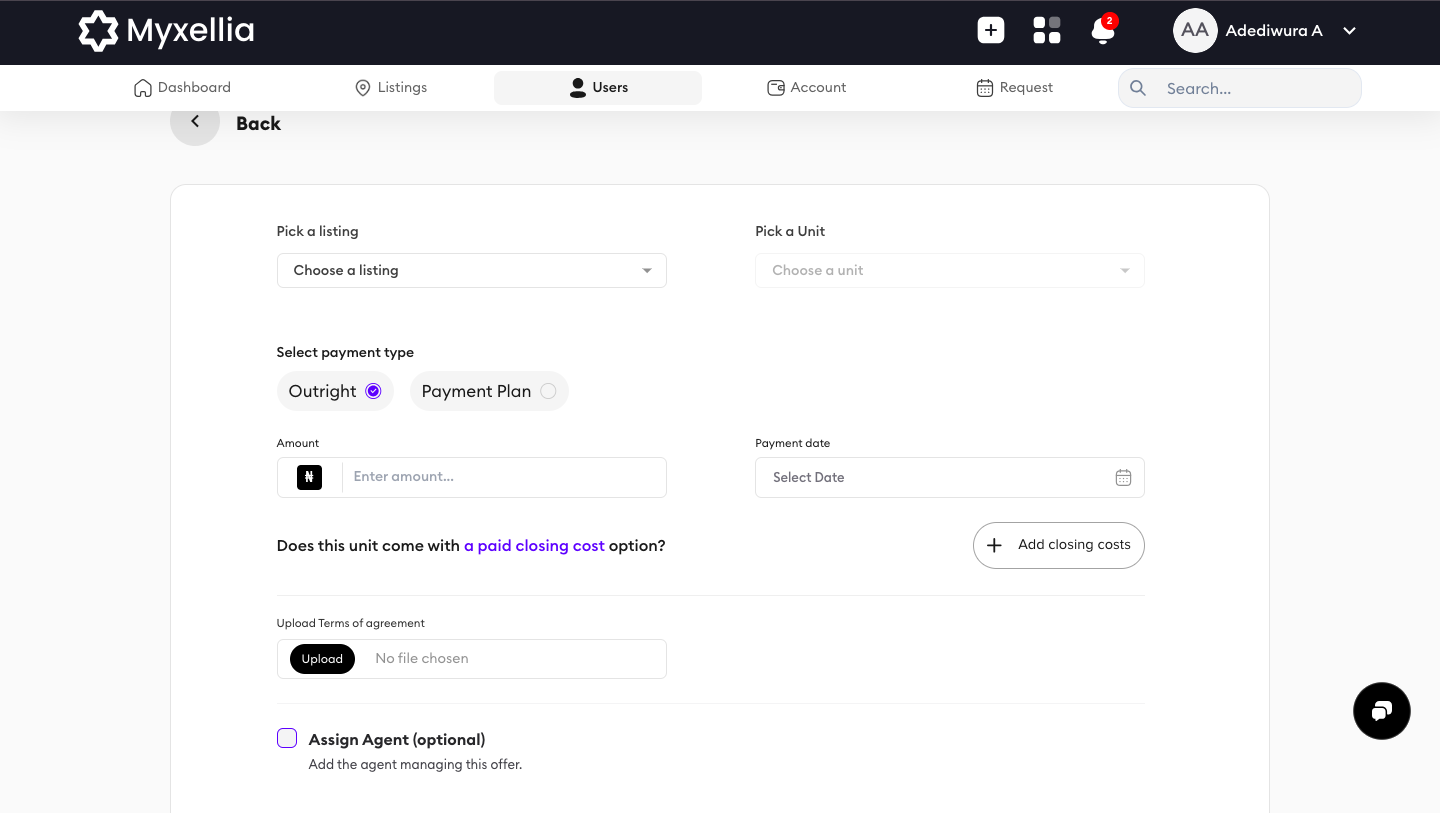 Myxellia
2
AA Adediwura A
Dashboard Listings Users Account Request Search...
Back
Pick a listing Pick a Unit
Choose a listing Choose a unit
Select payment type
Outright Payment Plan
Amount Payment date
₦ Enter amount... Select Date
Does this unit come with a paid closing cost option? Add closing costs
Upload Terms of agreement
Upload No file chosen
Assign Agent (optional)
Add the agent managing this offer.